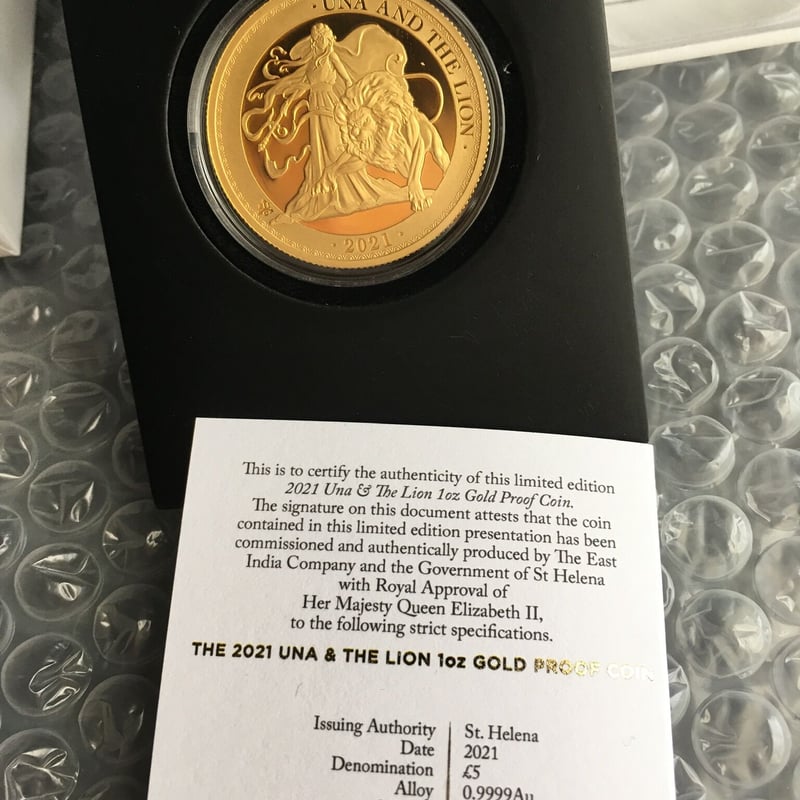 · UNA AND THE LION ·
· 2021 ·
This is to certify the authenticity of this limited edition
2021 Una & The Lion 1oz Gold Proof Coin.
The signature on this document attests that the coin
contained in this limited edition presentation has been
commissioned and authentically produced by The East
India Company and the Government of St Helena
with Royal Approval of
Her Majesty Queen Elizabeth II,
to the following strict specifications.
THE 2021 UNA & THE LION 1oz GOLD PROOF COIN
Issuing Authority St. Helena
Date 2021
Denomination £5
Alloy 0.9999Au